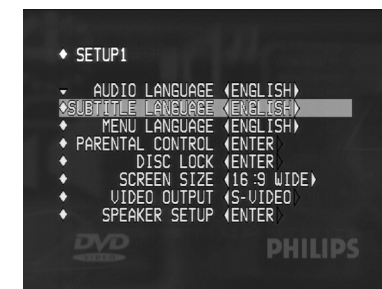 SETUP1
AUDIO LANGUAGE ENGLISH
SUBTITLE LANGUAGE ENGLISH
MENU LANGUAGE ENGLISH
PARENTAL CONTROL ENTER
DISC LOCK ENTER
SCREEN SIZE 16:9 WIDE
VIDEO OUTPUT S-VIDEO
SPEAKER SETUP ENTER
DVD VIDEO PHILIPS